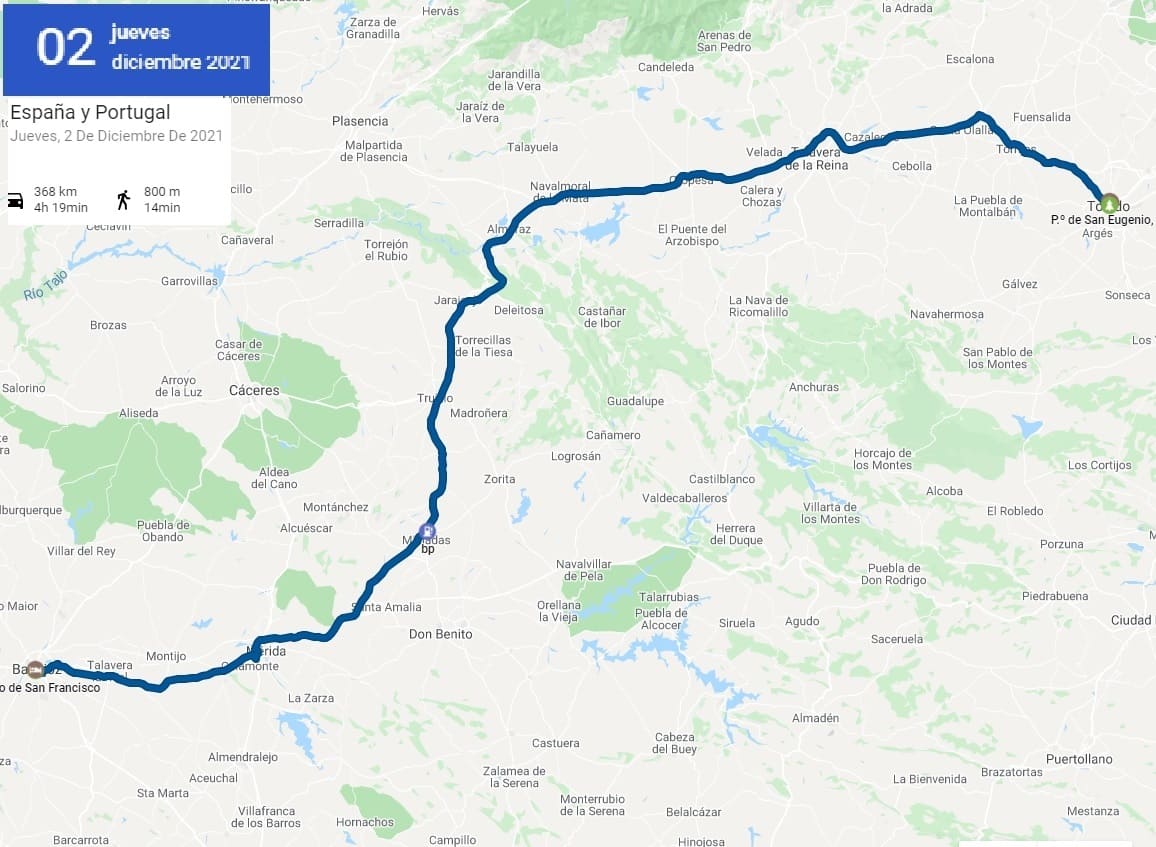 02 jueves
diciembre 2021
España y Portugal
Jueves, 2 De Diciembre De 2021
368 km
4h 19min
800 m
14min
Hervás
la Adrada
Zarza de
Granadilla
Arenas de
San Pedro
Escalona
Candeleda
Jarandilla
de la Vera
Montehermoso
Jaraíz de
la Vera
Plasencia
Fuensalida
Malpartida
de Plasencia
Talayuela
Velada
Talavera
de la Reina
Cebolla
Navalmoral
de la Mata
Calera y
Chozas
La Puebla de
Montalbán
Toledo
P.º de San Eugenio,
Argés
Serradilla
Cañaveral
Torrejón
el Rubio
El Puente del
Arzobispo
Río Tajo
Garrovillas
Gálvez
Sonseca
Deleitosa
Castañar
de Ibor
La Nava de
Ricomalillo
Navahermosa
Brozas
Casar de
Cáceres
Torrecillas
de la Tiesa
San Pablo de
los Montes
Los
Salorino
Arroyo
de la Luz
Cáceres
Anchuras
Aliseda
Madroñera
Guadalupe
Cañamero
Logrosán
Horcajo de
los Montes
Los Cortijos
Aldea
del Cano
Zorita
Castilblanco
Valdecaballeros
Alcoba
Montánchez
Villarta de
los Montes
El Robledo
Puebla de
Obando
Alcuéscar
Herrera
del Duque
Villar del Rey
bp
Porzuna
Navalvillar
de Pela
Puebla de
Don Rodrigo
Talarrubias
Piedrabuena
Orellana
la Vieja
Puebla de
Alcocer
Santa Amalia
Don Benito
Siruela
Agudo
Ciudad
Saceruela
Mérida
Montijo
Talavera
o de San Francisco
La Zarza
Almadén
Castuera
Cabeza
del Buey
Almendralejo
Puertollano
Aceuchal
Zalamea de
la Serena
La Bienvenida
Brazatortas
Sta Marta
Monterrubio
de la Serena
Villafranca
de los Barros
Hornachos
Belalcázar
Mestanza
Barcarrota
Campillo
Hinojosa